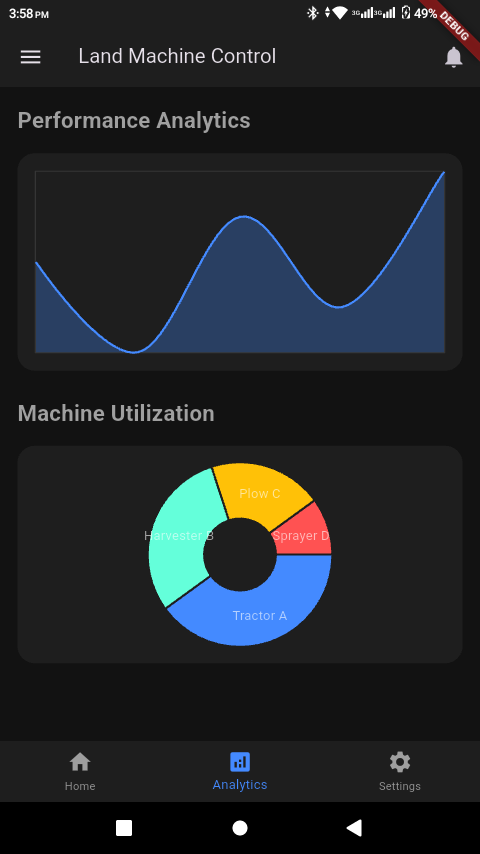 3:58 PM 3G 3G 49%
DEBUG
Land Machine Control
Performance Analytics
Machine Utilization
Plow C
Harvester B
Sprayer D
Tractor A
Home
Analytics
Settings